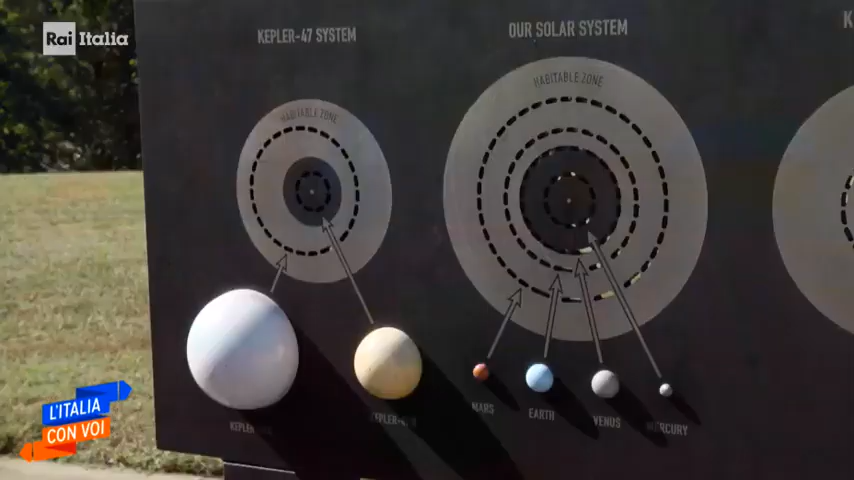 Rai Italia
KEPLER-47 SYSTEM
OUR SOLAR SYSTEM
HABITABLE ZONE
HABITABLE ZONE
MARS
EARTH
VENUS
MERCURY
L'ITALIA
CON VOI